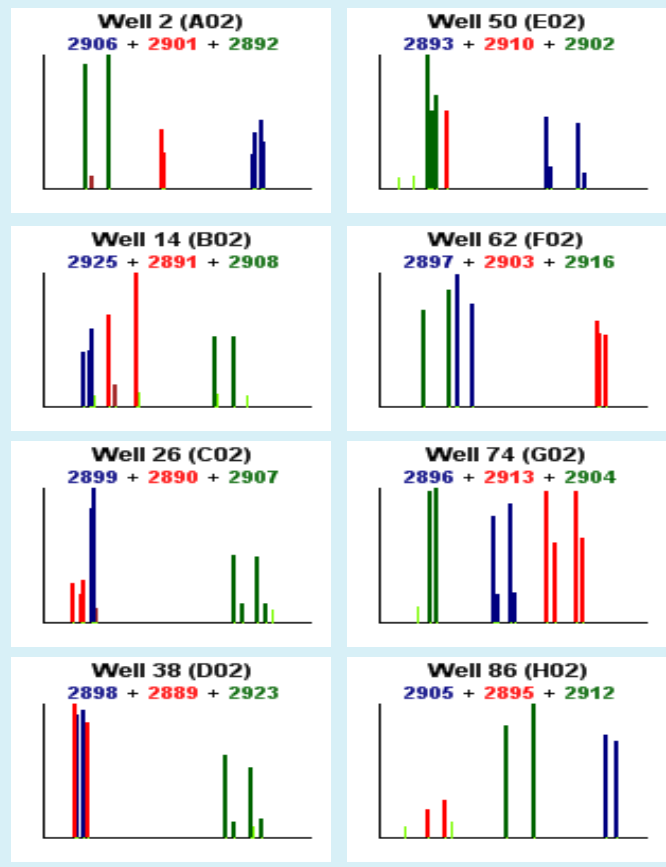 Well 2 (A02)
2906 + 2901 + 2892
Well 50 (E02)
2893 + 2910 + 2902
Well 14 (B02)
2925 + 2891 + 2908
Well 62 (F02)
2897 + 2903 + 2916
Well 26 (C02)
2899 + 2890 + 2907
Well 74 (G02)
2896 + 2913 + 2904
Well 38 (D02)
2898 + 2889 + 2923
Well 86 (H02)
2905 + 2895 + 2912